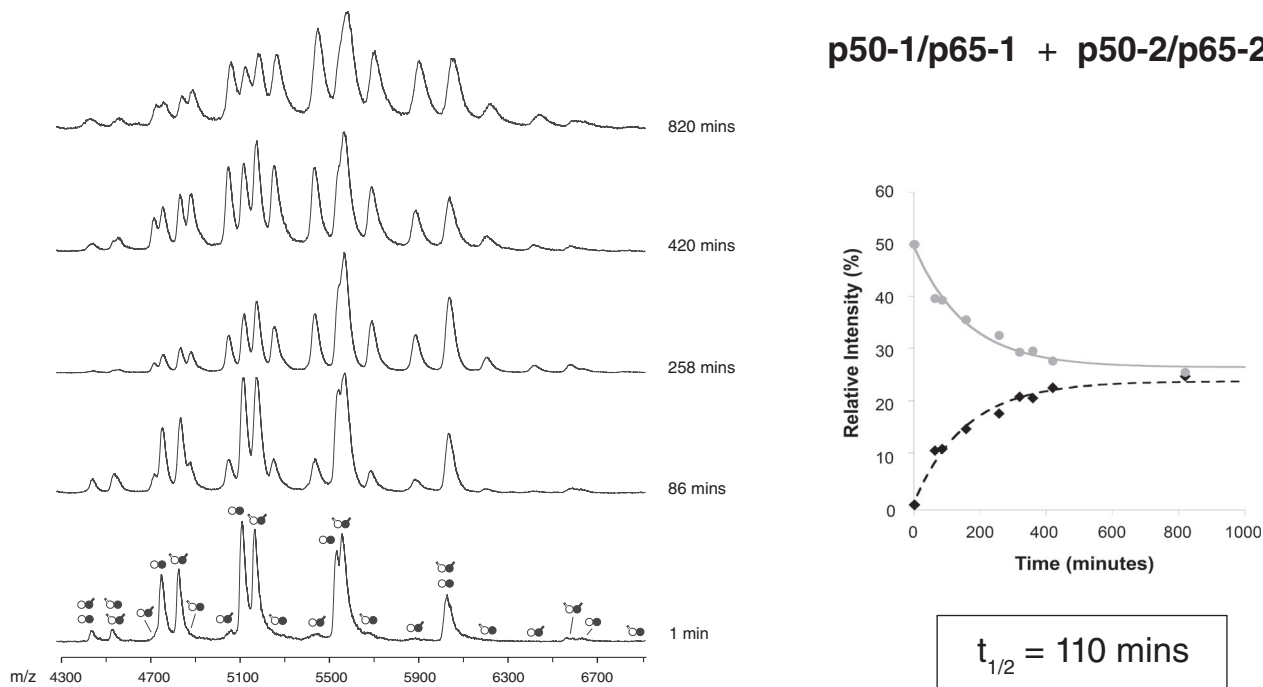 p50-1/p65-1 + p50-2/p65-2
820 mins
420 mins
258 mins
86 mins
1 min
m/z 4300 4700 5100 5500 5900 6300 6700
60
50
40
30
20
10
0
Relative Intensity (%)
0 200 400 600 800 1000
Time (minutes)
t1/2 = 110 mins